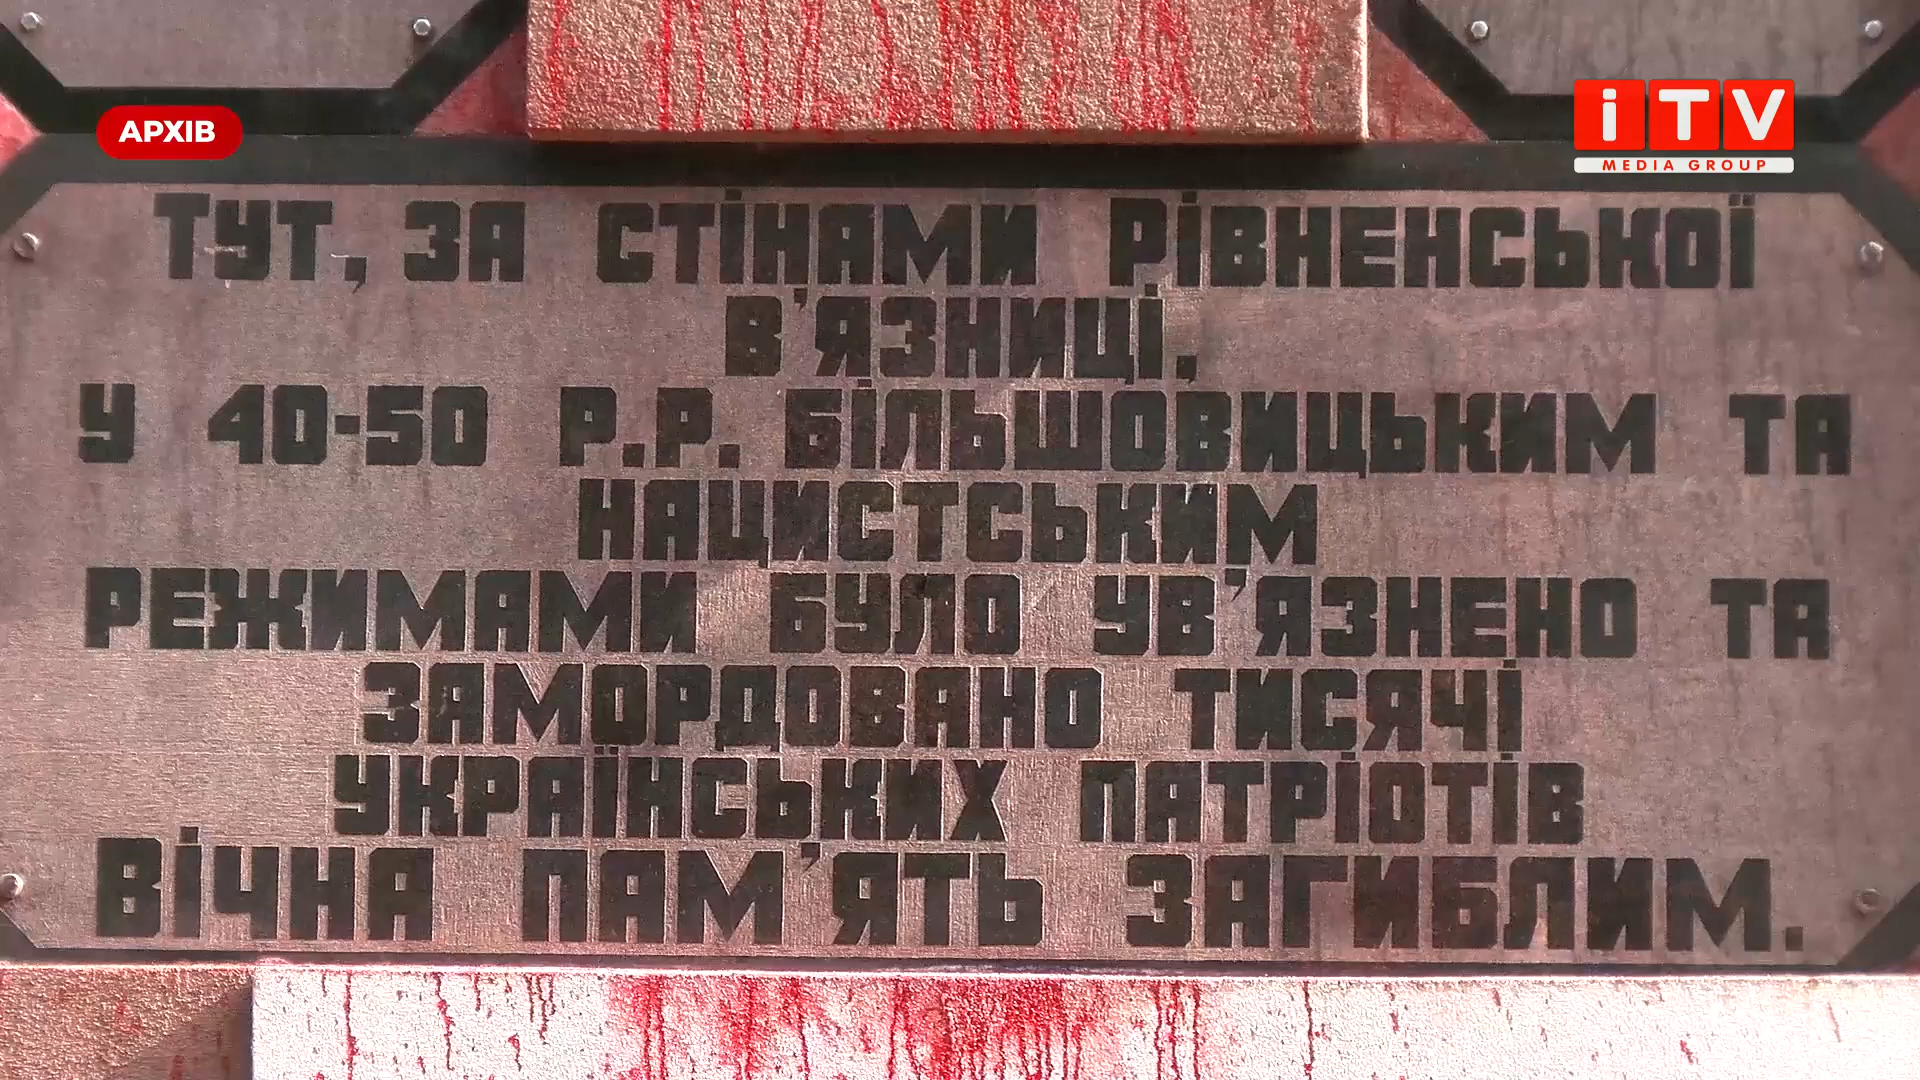 АРХІВ
iTV
MEDIA GROUP
Тут, за стінами Рівненської
в'язниці,
у 40-50 р.р. більшовицьким та
нацистським
режимами було ув'язнено та
замордовано тисячі
українських патріотів
Вічна пам'ять загиблим.